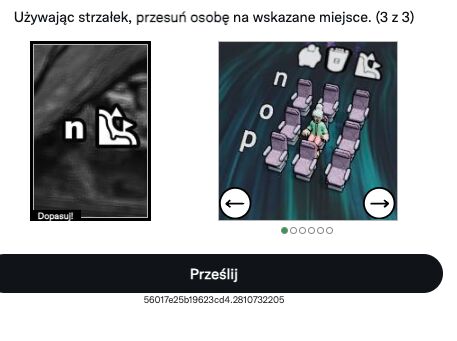 Używając strzałek, przesuń osobę na wskazane miejsce. (3 z 3)
n
Dopasuj!
n
o
p
Prześlij
56017e25b19623cd4.2810732205